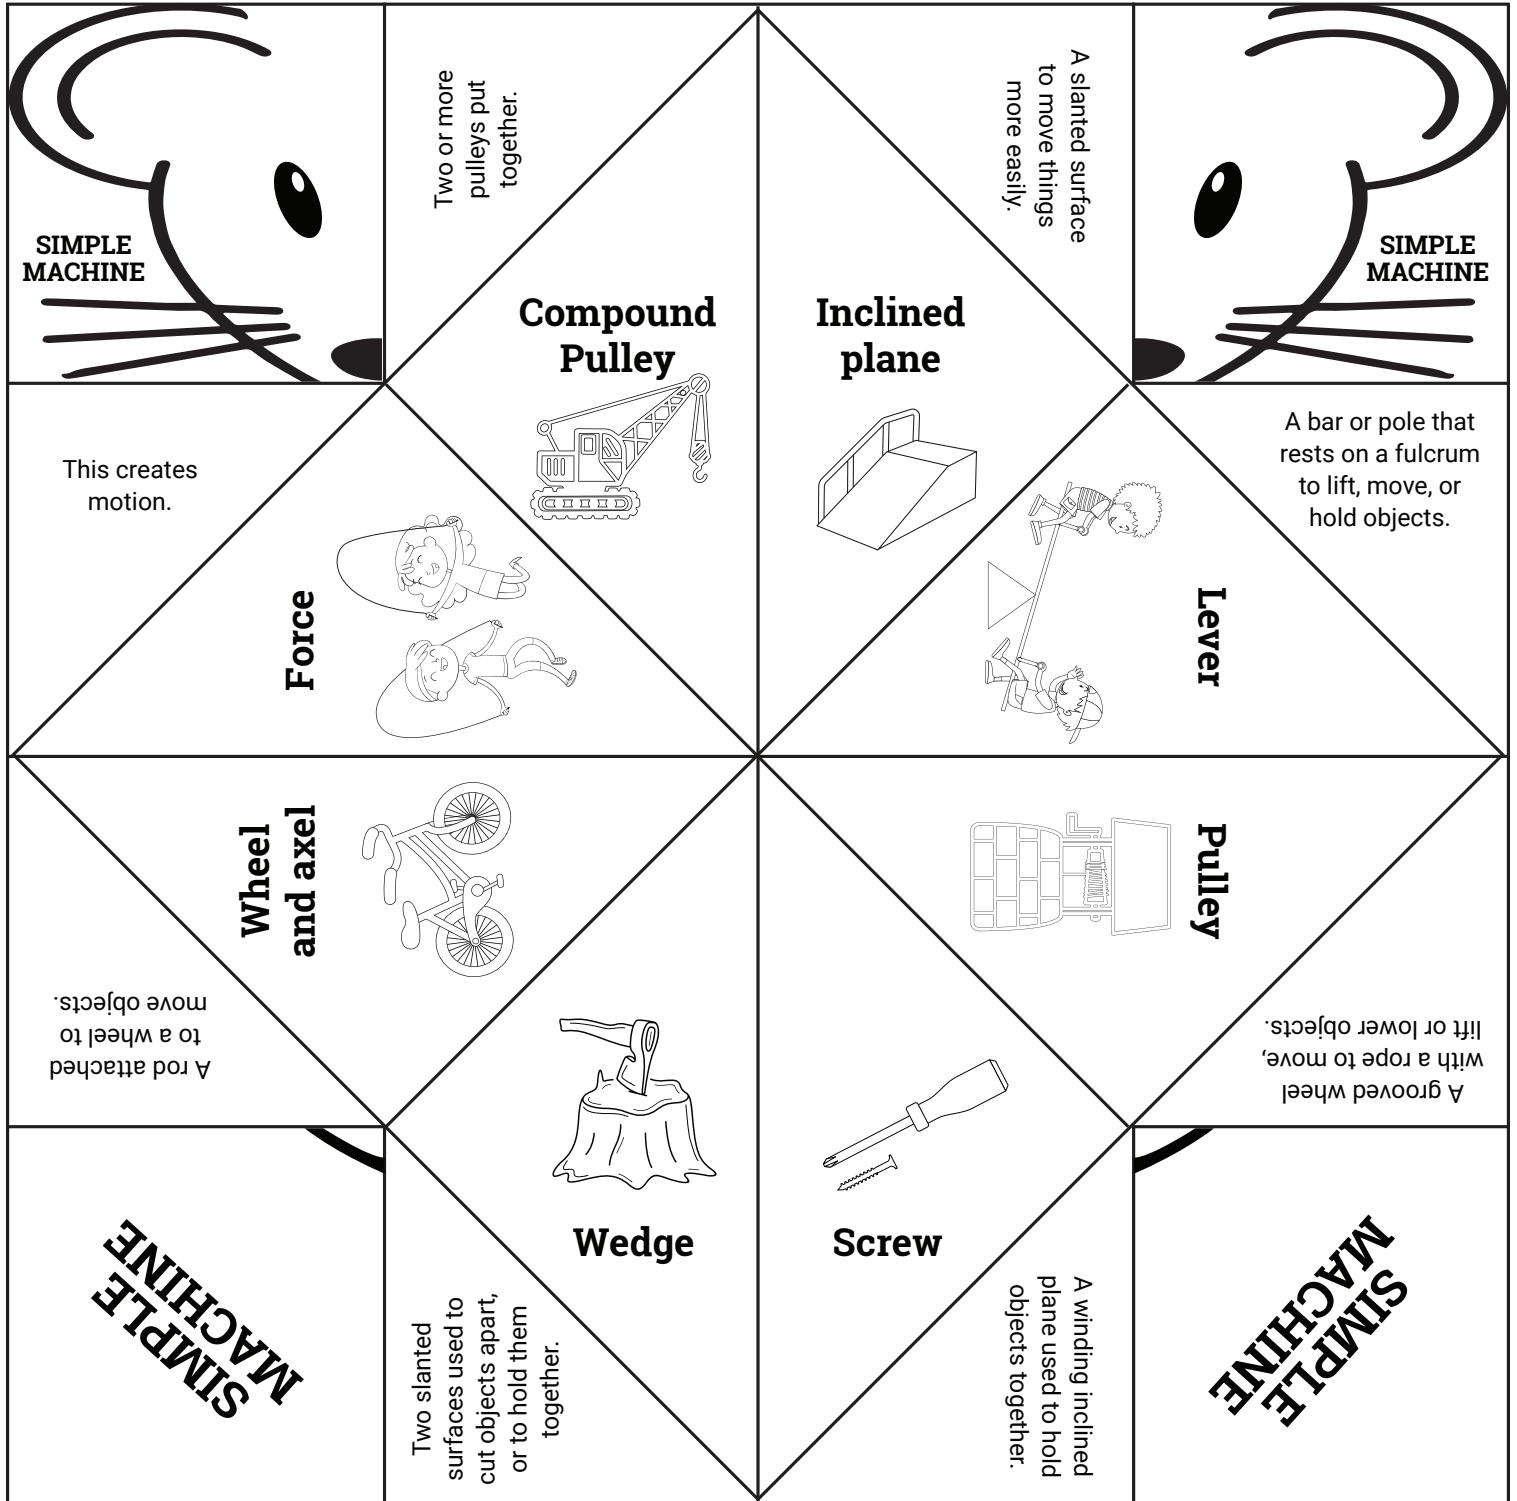 SIMPLE
MACHINE
Two or more
pulleys put
together.
A slanted surface
to move things
more easily.
SIMPLE
MACHINE
Compound
Pulley
Inclined
plane
This creates
motion.
A bar or pole that
rests on a fulcrum
to lift, move, or
hold objects.
Force
Lever
Wheel
and axel
Pulley
A rod attached
to a wheel to
move objects.
A grooved wheel
with a rope to move,
lift or lower objects.
Wedge
Screw
SIMPLE
MACHINE
Two slanted
surfaces used to
cut objects apart,
or to hold them
together.
A winding inclined
plane used to hold
objects together.
SIMPLE
MACHINE